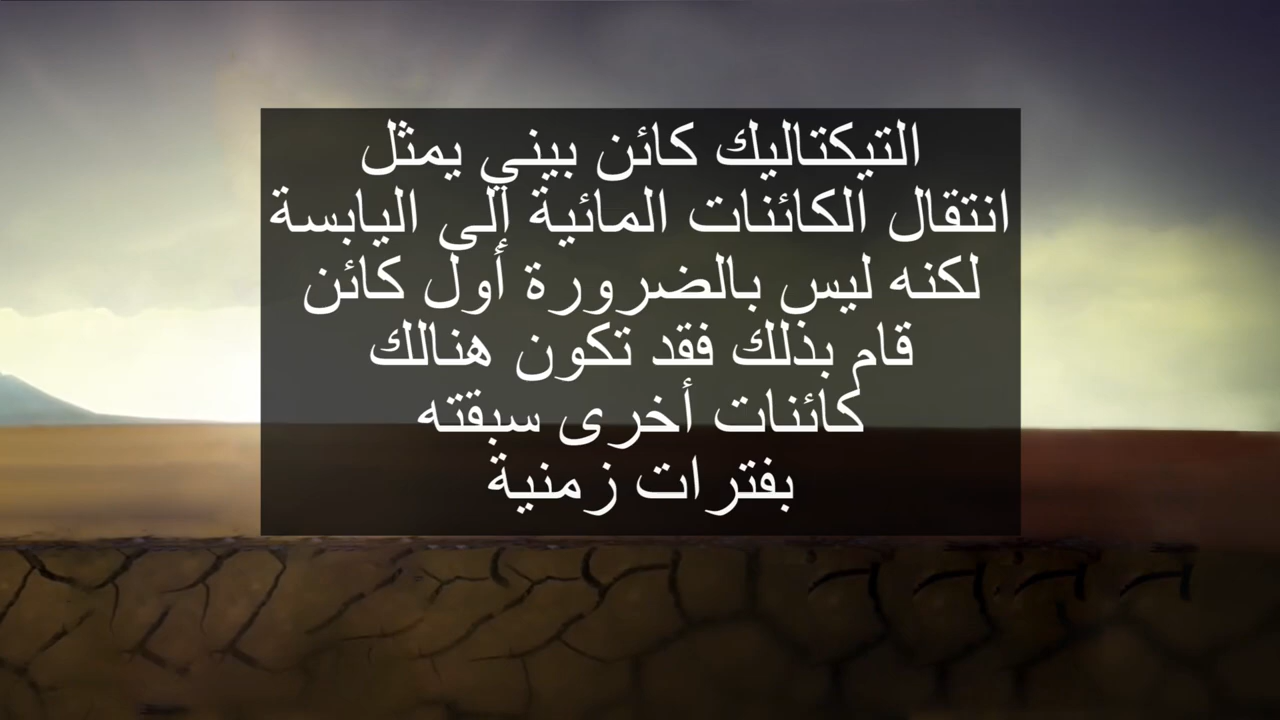 التيكتاليك كائن بيني يمثل
انتقال الكائنات المائية إلى اليابسة
لكنه ليس بالضرورة أول كائن
قام بذلك فقد تكون هنالك
كائنات أخرى سبقته
بفترات زمنية